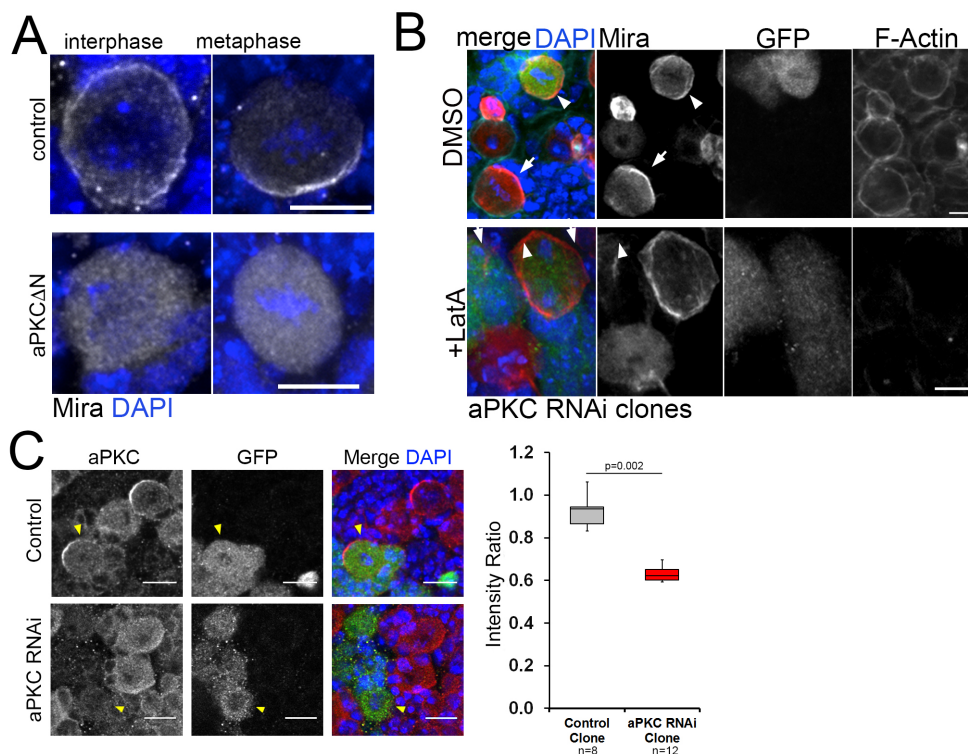 A
interphase metaphase
control
aPKCΔN
Mira DAPI
B
merge DAPI Mira GFP F-Actin
DMSO
+LatA
aPKC RNAi clones
C
aPKC GFP Merge DAPI
Control
aPKC RNAi
Intensity Ratio
1.2
1.0
0.8
0.6
0.4
0.2
0.0
p=0.002
Control Clone
n=8
aPKC RNAi Clone
n=12